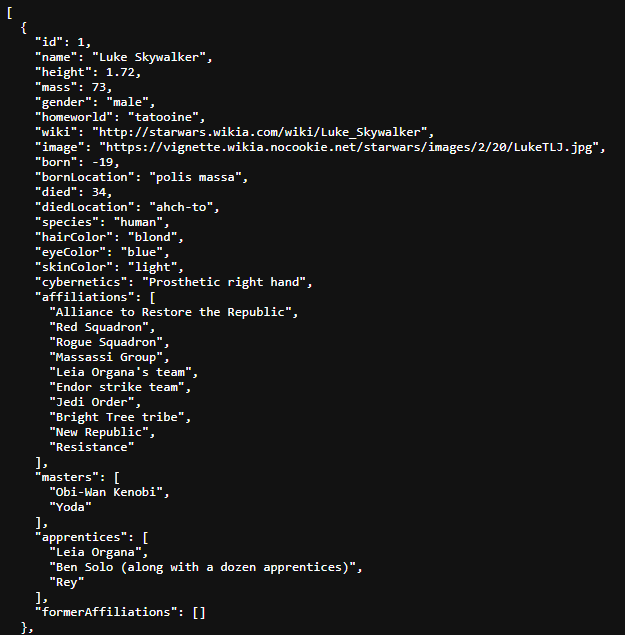 [
  {
    "id": 1,
    "name": "Luke Skywalker",
    "height": 1.72,
    "mass": 73,
    "gender": "male",
    "homeworld": "tatooine",
    "wiki": "http://starwars.wikia.com/wiki/Luke_Skywalker",
    "image": "https://vignette.wikia.nocookie.net/starwars/images/2/20/LukeTLJ.jpg",
    "born": -19,
    "bornLocation": "polis massa",
    "died": 34,
    "diedLocation": "ahch-to",
    "species": "human",
    "hairColor": "blond",
    "eyeColor": "blue",
    "skinColor": "light",
    "cybernetics": "Prosthetic right hand",
    "affiliations": [
      "Alliance to Restore the Republic",
      "Red Squadron",
      "Rogue Squadron",
      "Massassi Group",
      "Leia Organa's team",
      "Endor strike team",
      "Jedi Order",
      "Bright Tree tribe",
      "New Republic",
      "Resistance"
    ],
    "masters": [
      "Obi-Wan Kenobi",
      "Yoda"
    ],
    "apprentices": [
      "Leia Organa",
      "Ben Solo (along with a dozen apprentices)",
      "Rey"
    ],
    "formerAffiliations": []
  },